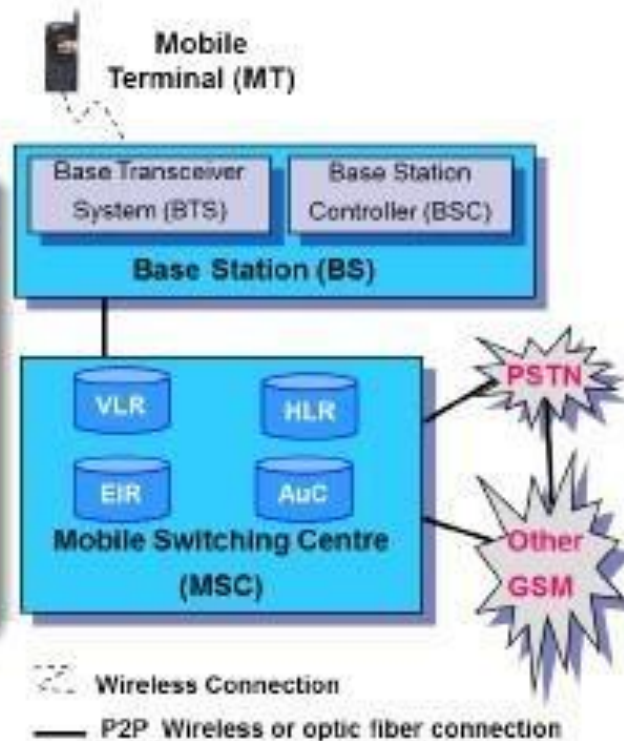 Mobile
Terminal (MT)
Base Transceiver
System (BTS)
Base Station
Controller (BSC)
Base Station (BS)
VLR
HLR
EIR
AuC
Mobile Switching Centre
(MSC)
PSTN
Other
GSM
Wireless Connection
P2P Wireless or optic fiber connection